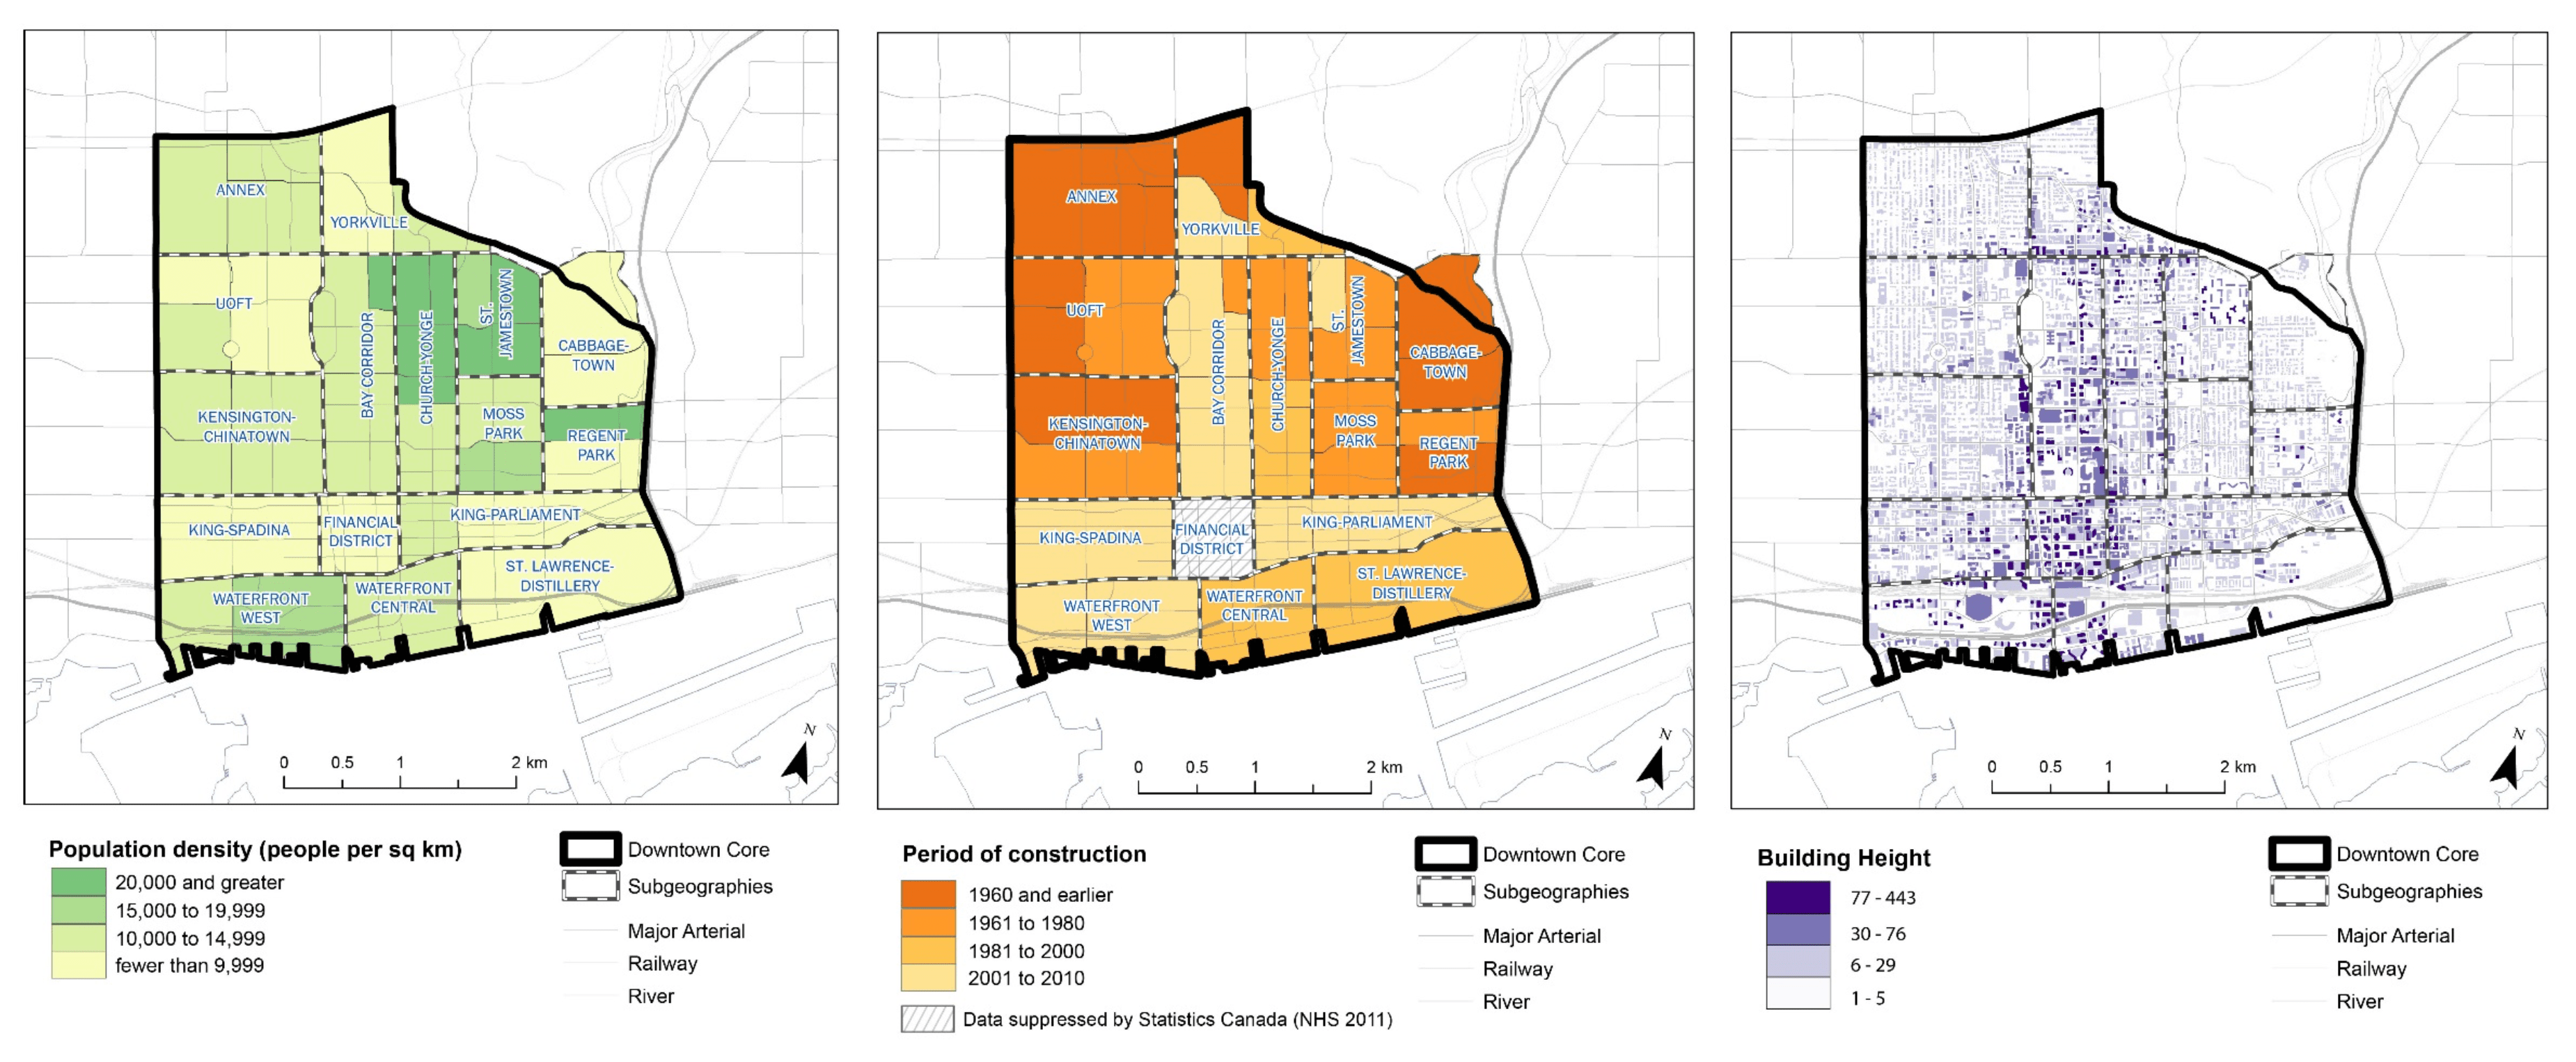 ANNEX
YORKVILLE
UOFT
BAY CORRIDOR
CHURCH-YONGE
ST.
JAMESTOWN
CABBAGE-
TOWN
KENSINGTON-
CHINATOWN
MOSS
PARK
REGENT
PARK
KING-SPADINA
FINANCIAL
DISTRICT
KING-PARLIAMENT
WATERFRONT
WEST
WATERFRONT
CENTRAL
ST. LAWRENCE-
DISTILLERY
N
0 0.5 1 2 km
Population density (people per sq km)
20,000 and greater
15,000 to 19,999
10,000 to 14,999
fewer than 9,999
Downtown Core
Subgeographies
Major Arterial
Railway
River
ANNEX
YORKVILLE
UOFT
BAY CORRIDOR
CHURCH-YONGE
ST.
JAMESTOWN
CABBAGE-
TOWN
KENSINGTON-
CHINATOWN
MOSS
PARK
REGENT
PARK
KING-SPADINA
FINANCIAL
DISTRICT
KING-PARLIAMENT
WATERFRONT
WEST
WATERFRONT
CENTRAL
ST. LAWRENCE-
DISTILLERY
N
0 0.5 1 2 km
Period of construction
1960 and earlier
1961 to 1980
1981 to 2000
2001 to 2010
Data suppressed by Statistics Canada (NHS 2011)
Downtown Core
Subgeographies
Major Arterial
Railway
River
N
0 0.5 1 2 km
Building Height
77 - 443
30 - 76
6 - 29
1 - 5
Downtown Core
Subgeographies
Major Arterial
Railway
River